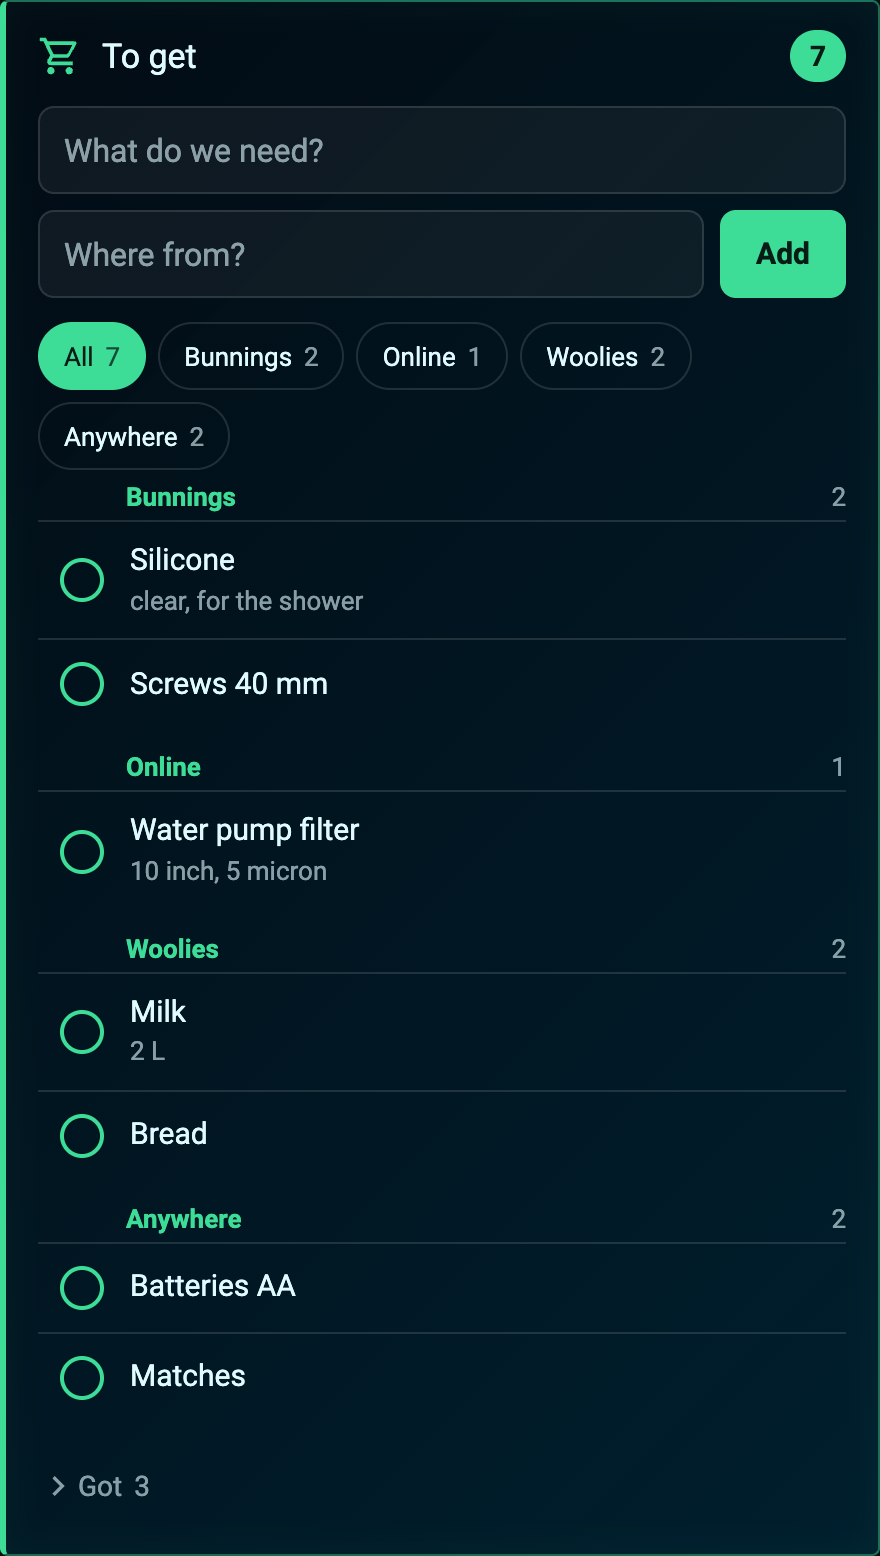 To get
7
What do we need?
Where from?
Add
All 7
Bunnings 2
Online 1
Woolies 2
Anywhere 2
Bunnings 2
Silicone
clear, for the shower
Screws 40 mm
Online 1
Water pump filter
10 inch, 5 micron
Woolies 2
Milk
2 L
Bread
Anywhere 2
Batteries AA
Matches
Got 3